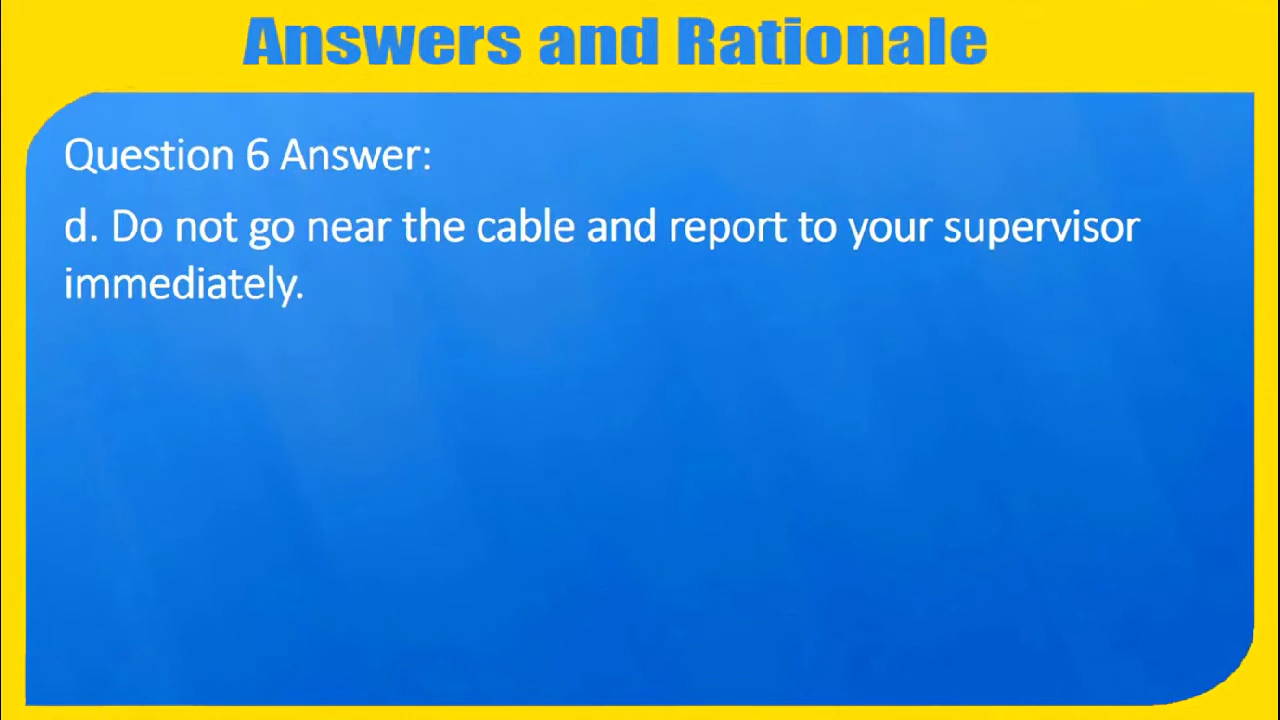 Answers and Rationale
Question 6 Answer:
d. Do not go near the cable and report to your supervisor
immediately.